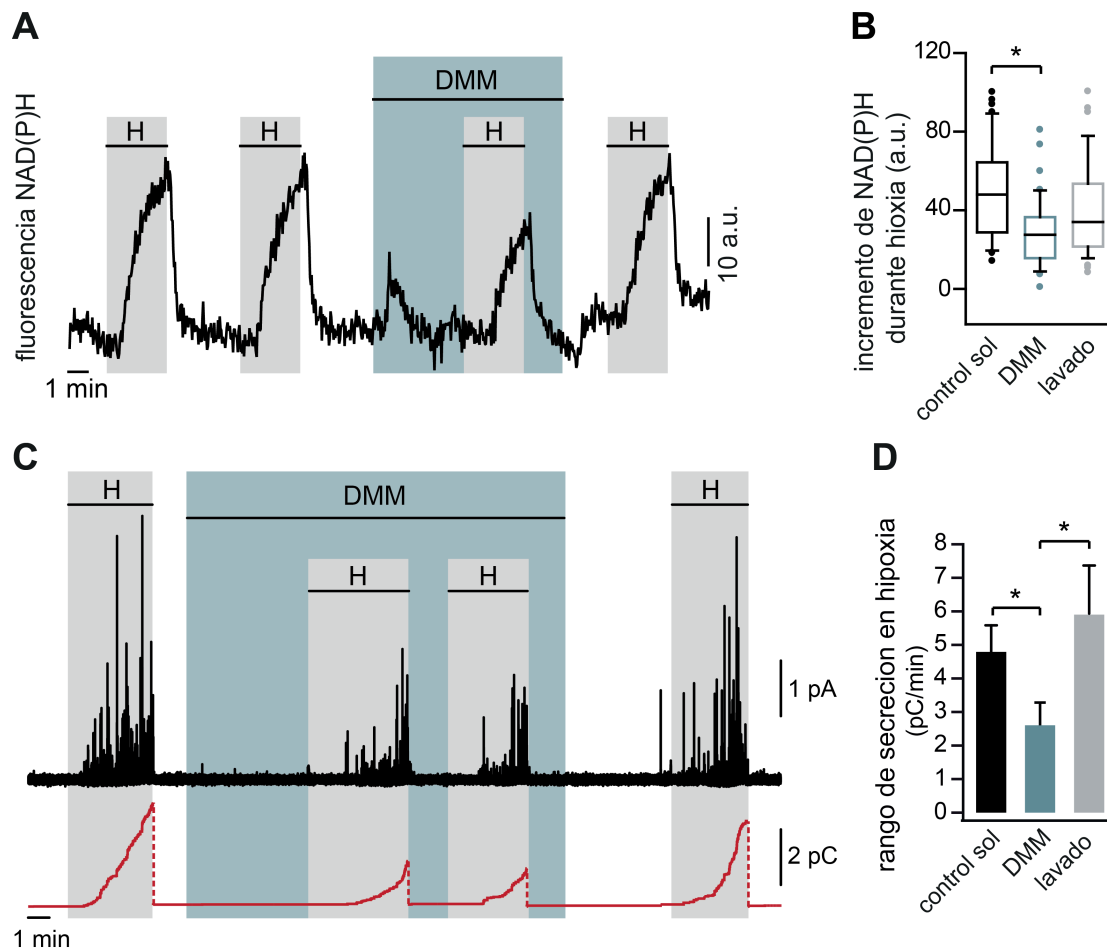 A
DMM
H
H
H
H
fluorescencia NAD(P)H
10 a.u.
1 min
B
*
120
80
40
0
incremento de NAD(P)H
durante hioxia (a.u.)
control sol
DMM
lavado
C
H
DMM
H
H
H
1 pA
2 pC
1 min
D
*
*
8
7
6
5
4
3
2
1
0
rango de secrecion en hipoxia
(pC/min)
control sol
DMM
lavado